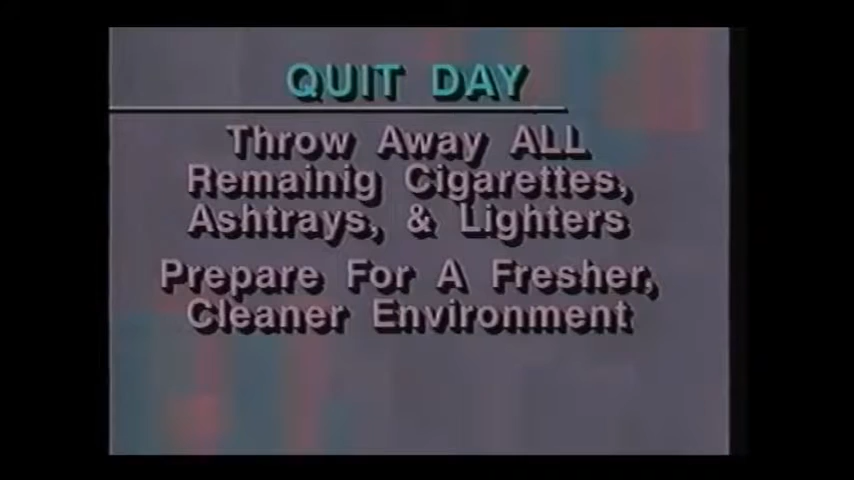 QUIT DAY
Throw Away ALL
Remainig Cigarettes,
Ashtrays, & Lighters
Prepare For A Fresher,
Cleaner Environment